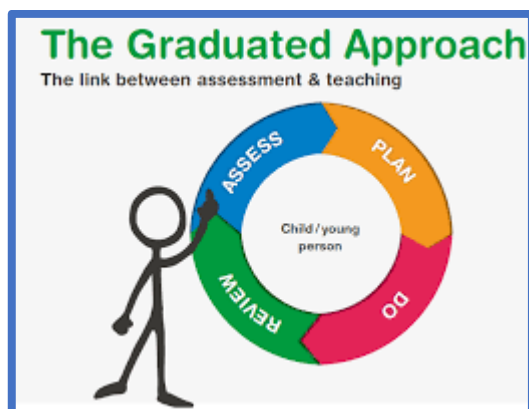 The Graduated Approach
The link between assessment & teaching
ASSESS
PLAN
Child / young
person
REVIEW
DO